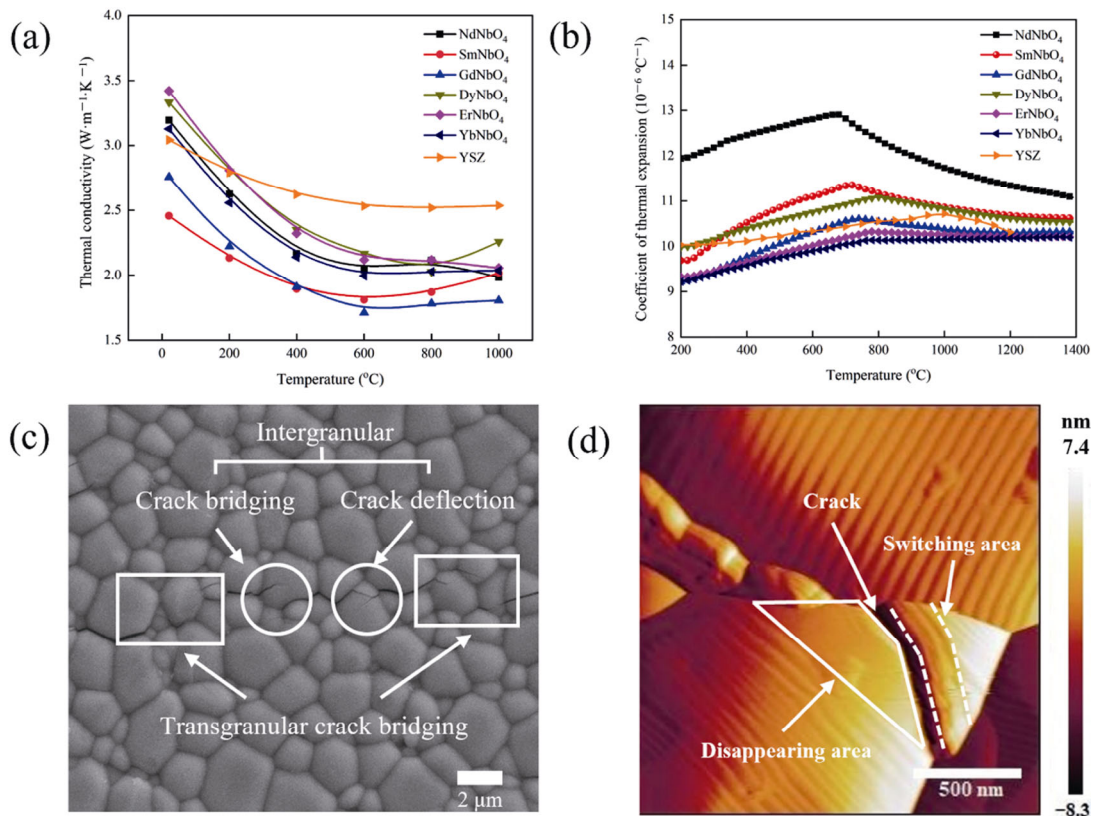 (a)
Thermal conductivity (W·m⁻¹·K⁻¹)
4.0
3.5
3.0
2.5
2.0
1.5
0
200
400
600
800
1000
Temperature (°C)
NdNbO₄
SmNbO₄
GdNbO₄
DyNbO₄
ErNbO₄
YbNbO₄
YSZ
(b)
Coefficient of thermal expansion (10⁻⁶ °C⁻¹)
15
14
13
12
11
10
9
8
200
400
600
800
1000
1200
1400
Temperature (°C)
NdNbO₄
SmNbO₄
GdNbO₄
DyNbO₄
ErNbO₄
YbNbO₄
YSZ
(c)
Intergranular
Crack bridging
Crack deflection
Transgranular crack bridging
2 μm
(d)
Crack
Switching area
Disappearing area
500 nm
nm
7.4
−8.3